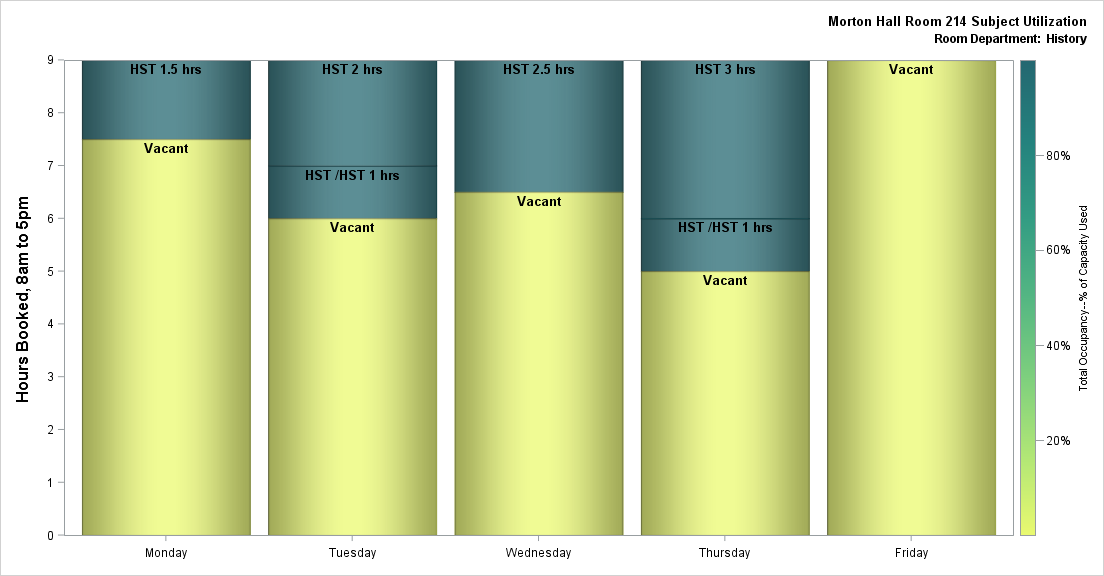 Morton Hall Room 214 Subject Utilization
Room Department: History
Hours Booked, 8am to 5pm
9
8
7
6
5
4
3
2
1
0
HST 1.5 hrs
Vacant
HST 2 hrs
HST /HST 1 hrs
Vacant
HST 2.5 hrs
Vacant
HST 3 hrs
HST /HST 1 hrs
Vacant
Vacant
Monday
Tuesday
Wednesday
Thursday
Friday
80%
60%
40%
20%
Total Occupancy--% of Capacity Used